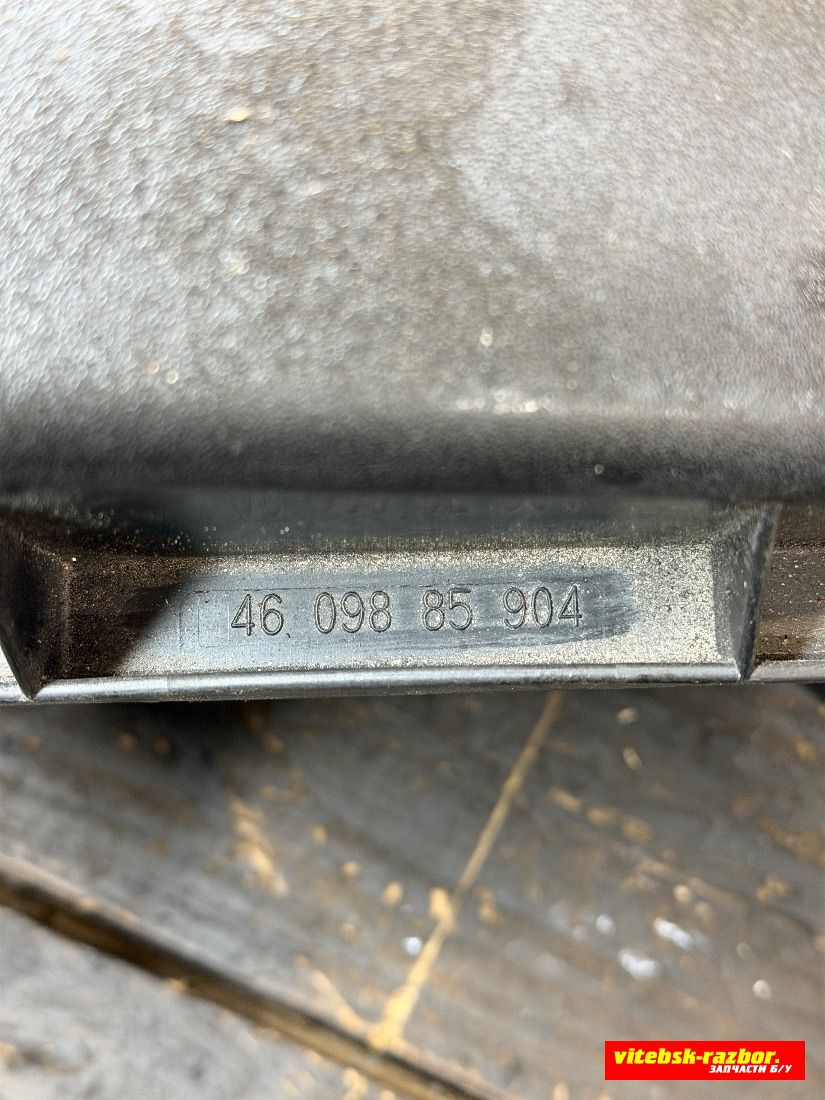 46 098 85 904
vitebsk-razbor.
ЗАПЧАСТИ Б/У